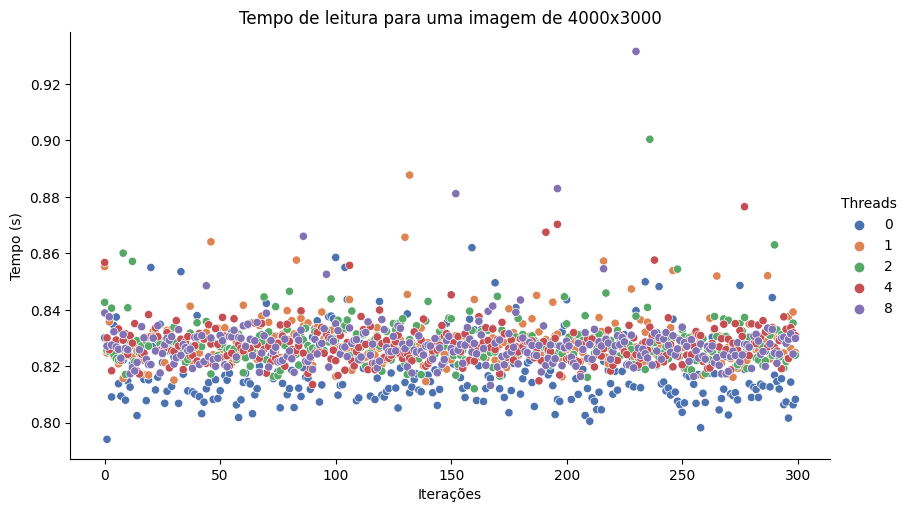 Tempo de leitura para uma imagem de 4000x3000
Tempo (s)
0.92
0.90
0.88
0.86
0.84
0.82
0.80
0 50 100 150 200 250 300
Iterações
Threads
0
1
2
4
8